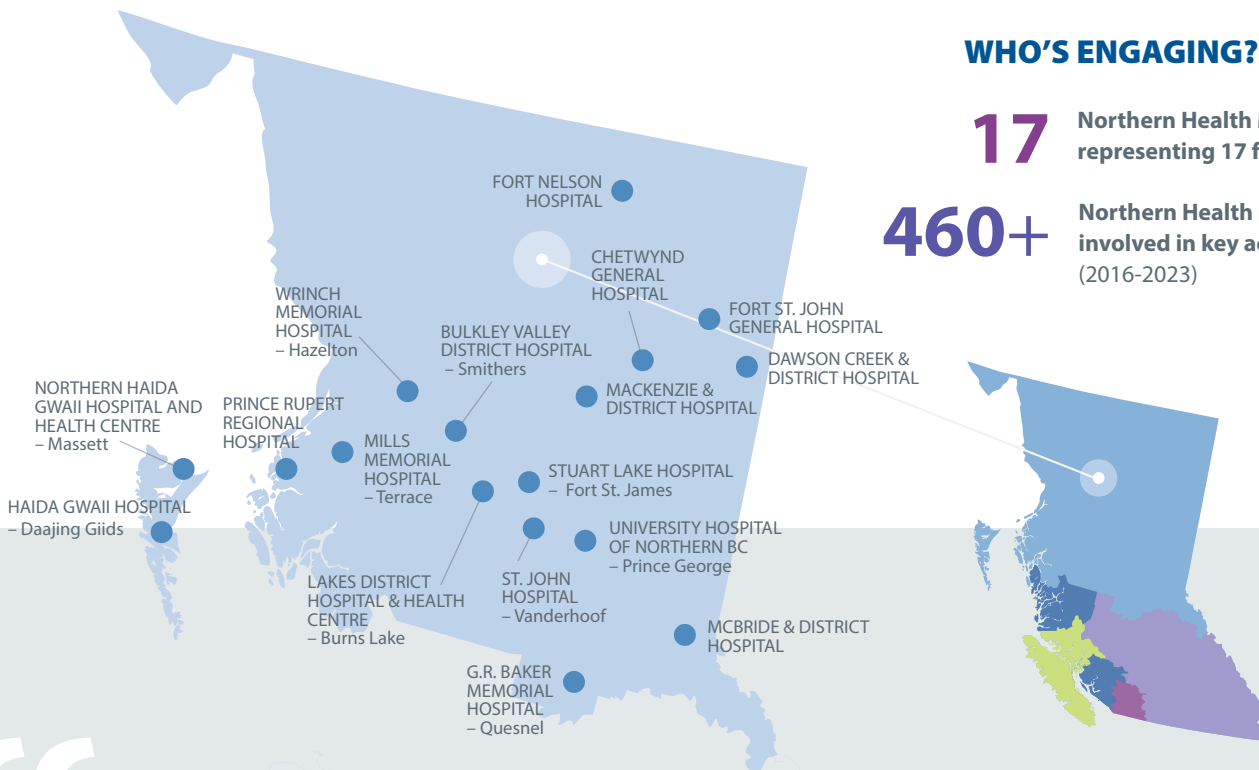 WHO'S ENGAGING?
17
Northern Health
representing 17
460+
Northern Health
involved in key
(2016-2023)
FORT NELSON
HOSPITAL
CHETWYND
GENERAL
HOSPITAL
FORT ST. JOHN
GENERAL HOSPITAL
WRINCH
MEMORIAL
HOSPITAL
– Hazelton
BULKLEY VALLEY
DISTRICT HOSPITAL
– Smithers
DAWSON CREEK &
DISTRICT HOSPITAL
MACKENZIE &
DISTRICT HOSPITAL
NORTHERN HAIDA
GWAII HOSPITAL AND
HEALTH CENTRE
– Massett
PRINCE RUPERT
REGIONAL
HOSPITAL
MILLS
MEMORIAL
HOSPITAL
– Terrace
STUART LAKE HOSPITAL
– Fort St. James
HAIDA GWAII HOSPITAL
– Daajing Giids
UNIVERSITY HOSPITAL
OF NORTHERN BC
– Prince George
LAKES DISTRICT
HOSPITAL & HEALTH
CENTRE
– Burns Lake
ST. JOHN
HOSPITAL
– Vanderhoof
MCBRIDE & DISTRICT
HOSPITAL
G.R. BAKER
MEMORIAL
HOSPITAL
– Quesnel